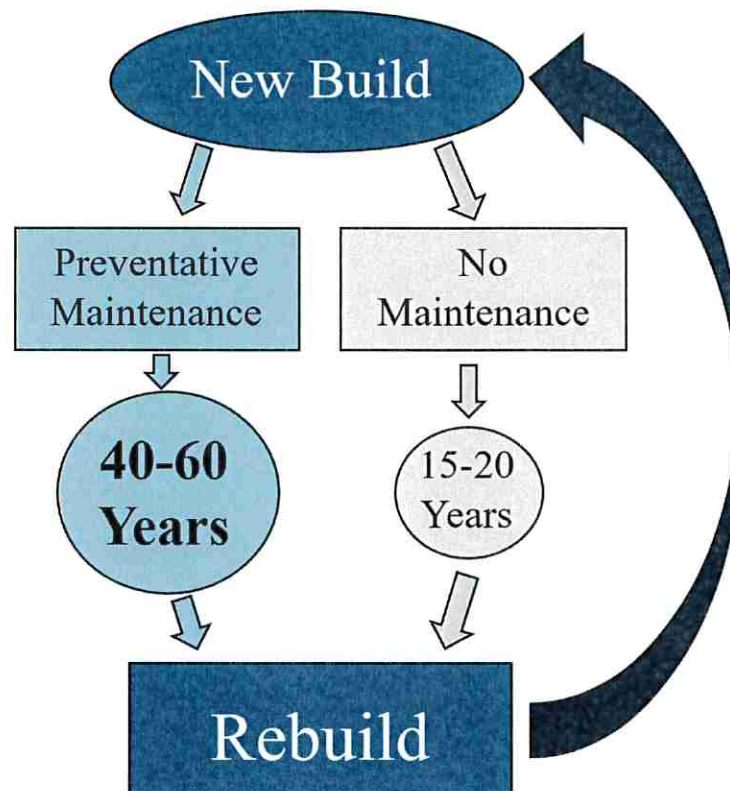 New Build
Preventative
Maintenance
No
Maintenance
40-60
Years
15-20
Years
Rebuild